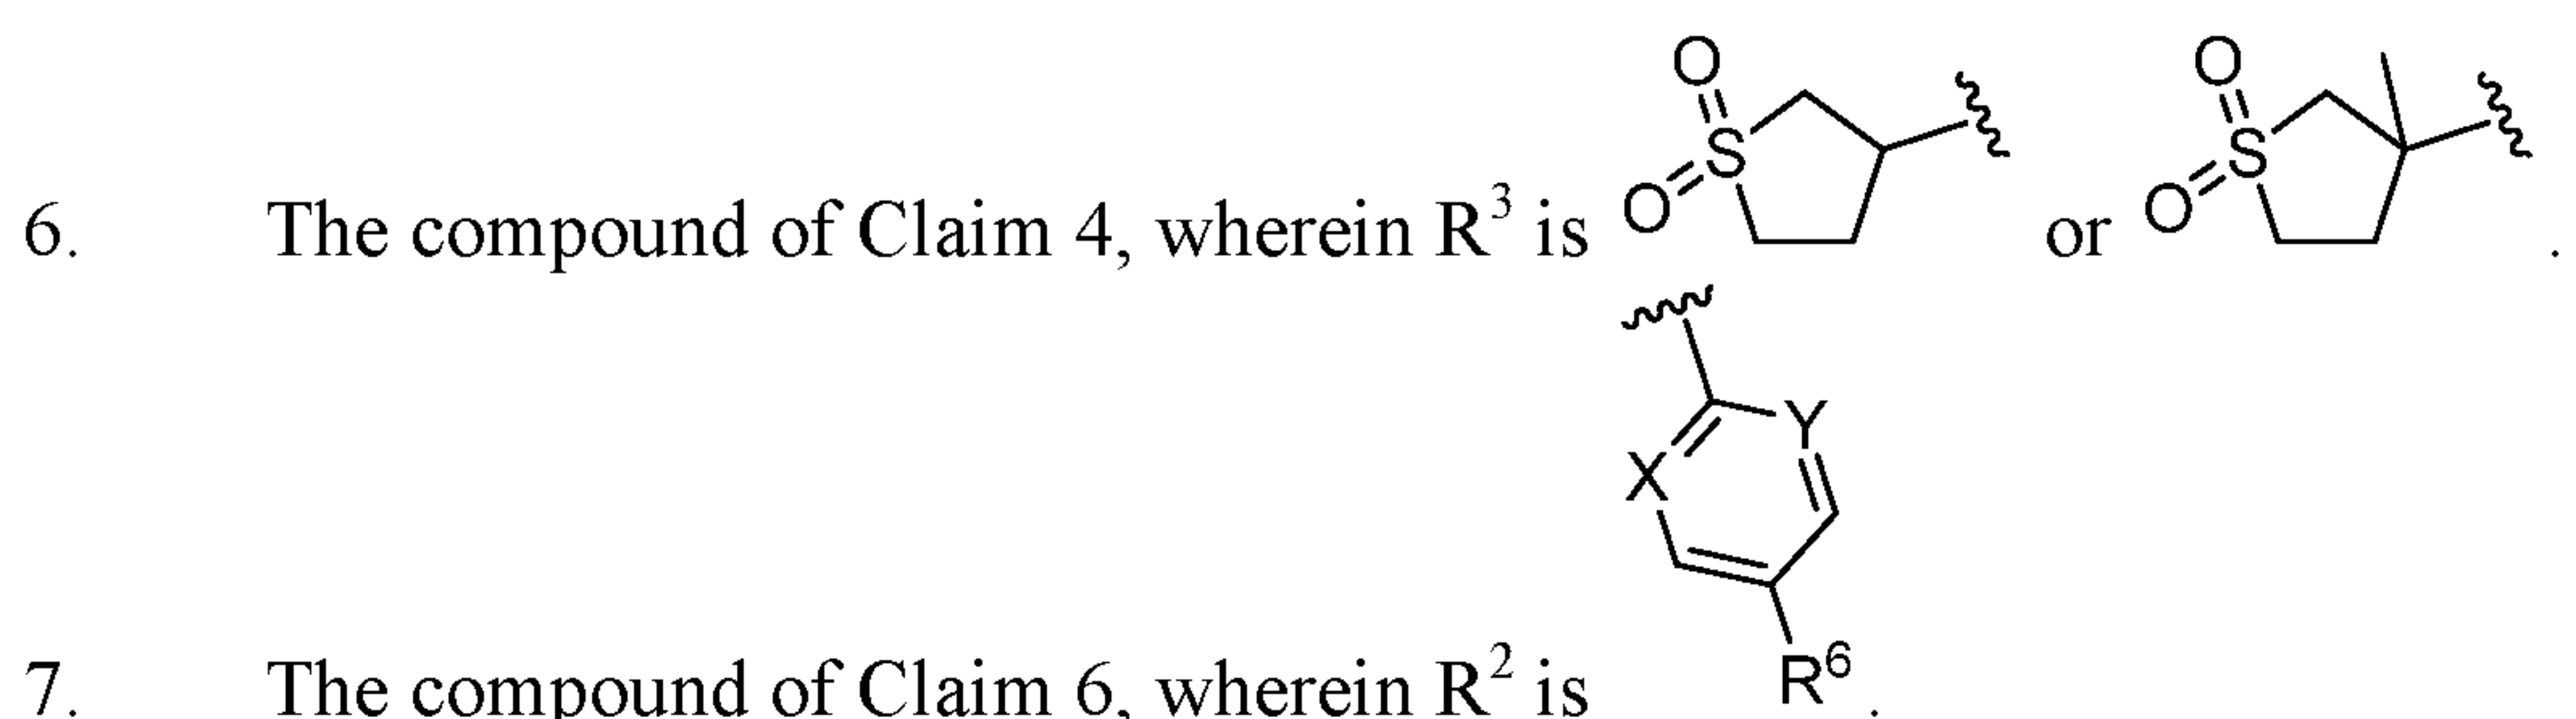 6. The compound of Claim 4, wherein R³ is O O S or O O S .
7. The compound of Claim 6, wherein R² is X Y R⁶ .